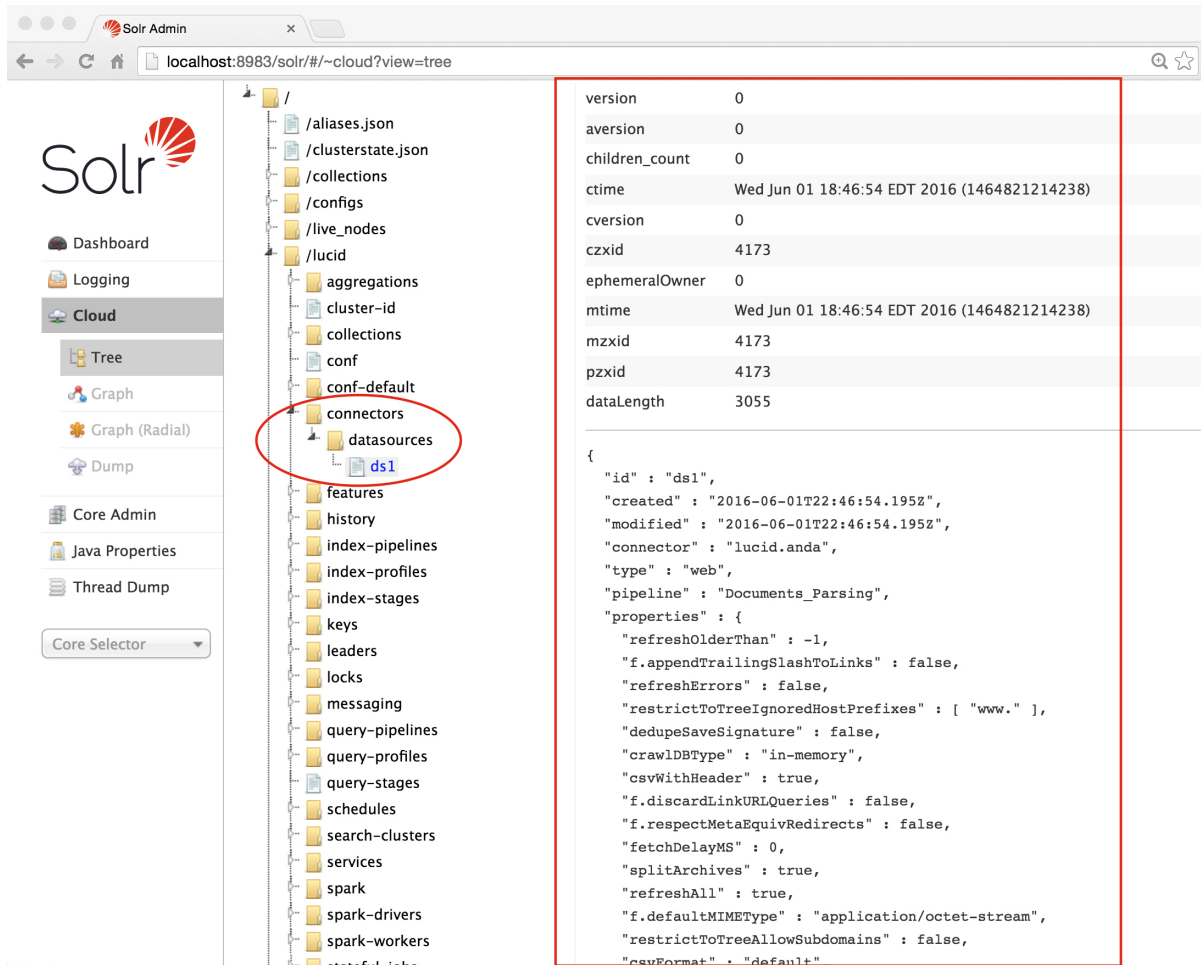 Solr Admin
localhost:8983/solr/#/~cloud?view=tree
Solr
Dashboard
Logging
Cloud
Tree
Graph
Graph (Radial)
Dump
Core Admin
Java Properties
Thread Dump
Core Selector
/
/aliases.json
/clusterstate.json
/collections
/configs
/live_nodes
/lucid
aggregations
cluster-id
collections
conf
conf-default
connectors
datasources
ds1
features
history
index-pipelines
index-profiles
index-stages
keys
leaders
locks
messaging
query-pipelines
query-profiles
query-stages
schedules
search-clusters
services
spark
spark-drivers
spark-workers
stateful-jobs
version 0
aversion 0
children_count 0
ctime Wed Jun 01 18:46:54 EDT 2016 (1464821214238)
cversion 0
czxid 4173
ephemeralOwner 0
mtime Wed Jun 01 18:46:54 EDT 2016 (1464821214238)
mzxid 4173
pzxid 4173
dataLength 3055
{
"id" : "ds1",
"created" : "2016-06-01T22:46:54.195Z",
"modified" : "2016-06-01T22:46:54.195Z",
"connector" : "lucid.anda",
"type" : "web",
"pipeline" : "Documents_Parsing",
"properties" : {
"refreshOlderThan" : -1,
"f.appendTrailingSlashToLinks" : false,
"refreshErrors" : false,
"restrictToTreeIgnoredHostPrefixes" : [ "www." ],
"dedupeSaveSignature" : false,
"crawlDBType" : "in-memory",
"csvWithHeader" : true,
"f.discardLinkURLQueries" : false,
"f.respectMetaEquivRedirects" : false,
"fetchDelayMS" : 0,
"splitArchives" : true,
"refreshAll" : true,
"f.defaultMIMEType" : "application/octet-stream",
"restrictToTreeAllowSubdomains" : false,
"csvFormat" : "default",